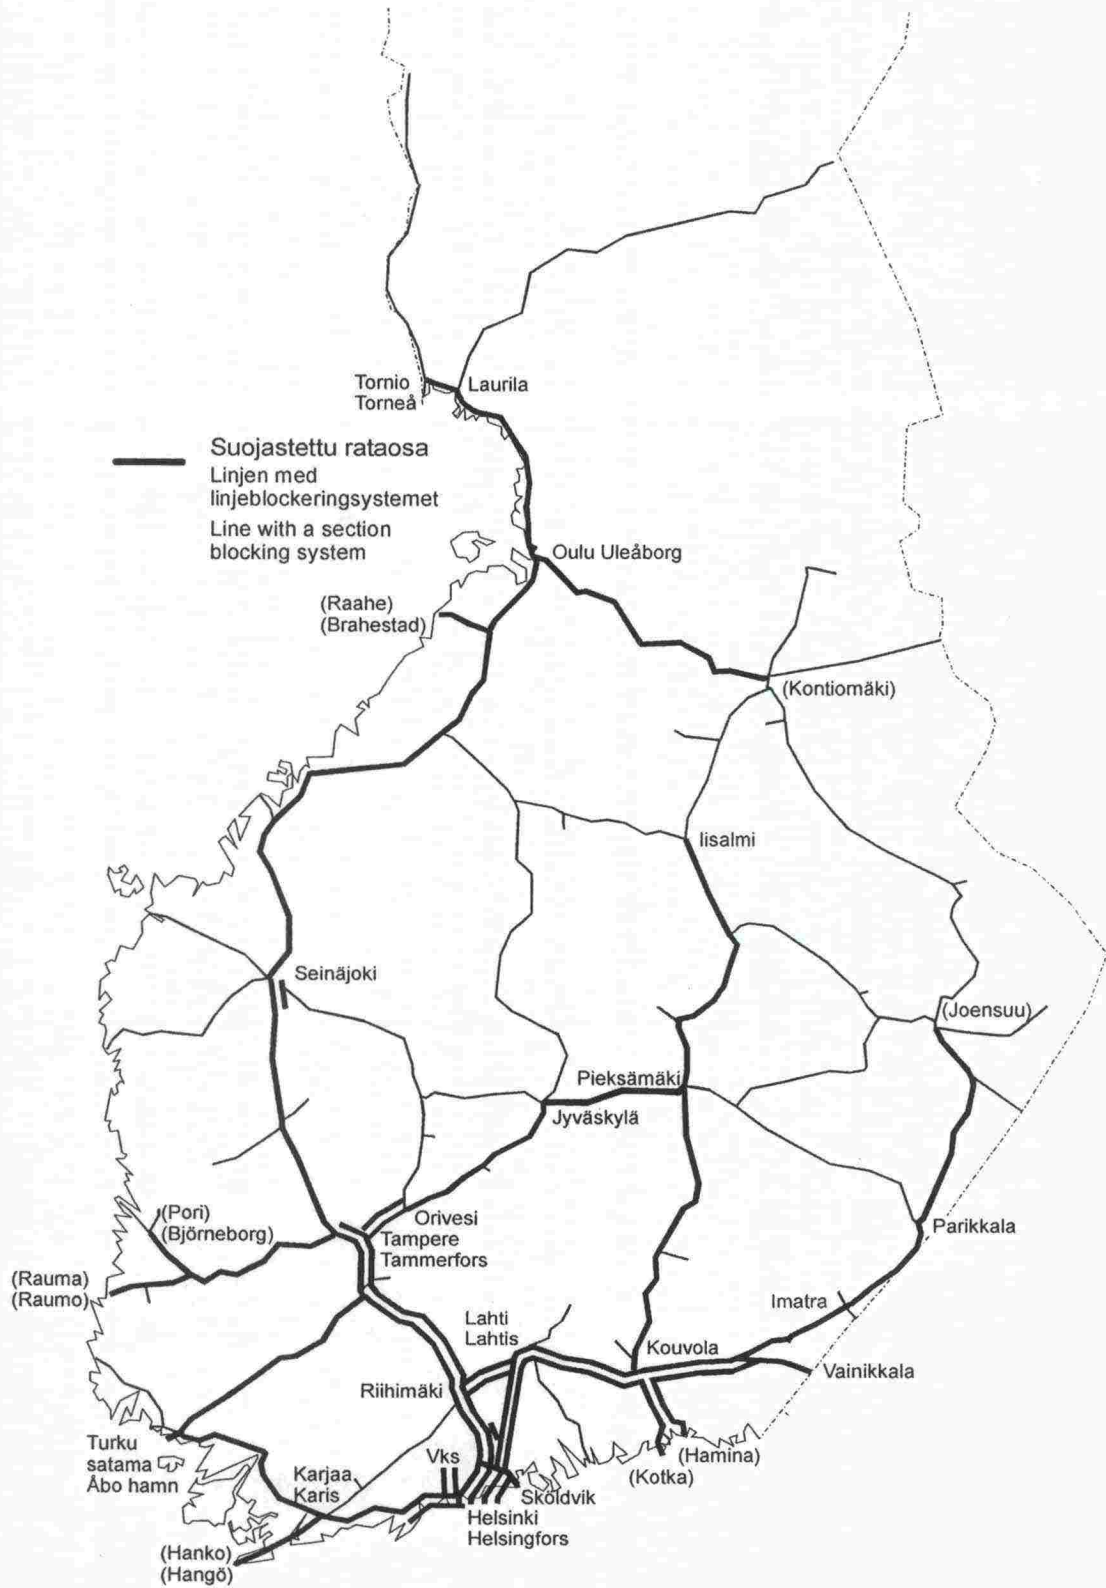 Tornio
Torneå
Laurila
Suojastettu rataosa
Linjen med
linjeblockeringsystemet
Line with a section
blocking system
Oulu Uleåborg
(Raahe)
(Brahestad)
(Kontiomäki)
Iisalmi
Seinäjoki
(Joensuu)
Pieksämäki
Jyväskylä
(Pori)
(Björneborg)
Orivesi
Tampere
Tammerfors
Parikkala
(Rauma)
(Raumo)
Imatra
Lahti
Lahtis
Kouvola
Vainikkala
Riihimäki
Turku
satama
Åbo hamn
Vks
Karjaa
Karis
(Hamina)
(Kotka)
Sköldvik
Helsinki
Helsingfors
(Hanko)
(Hangö)